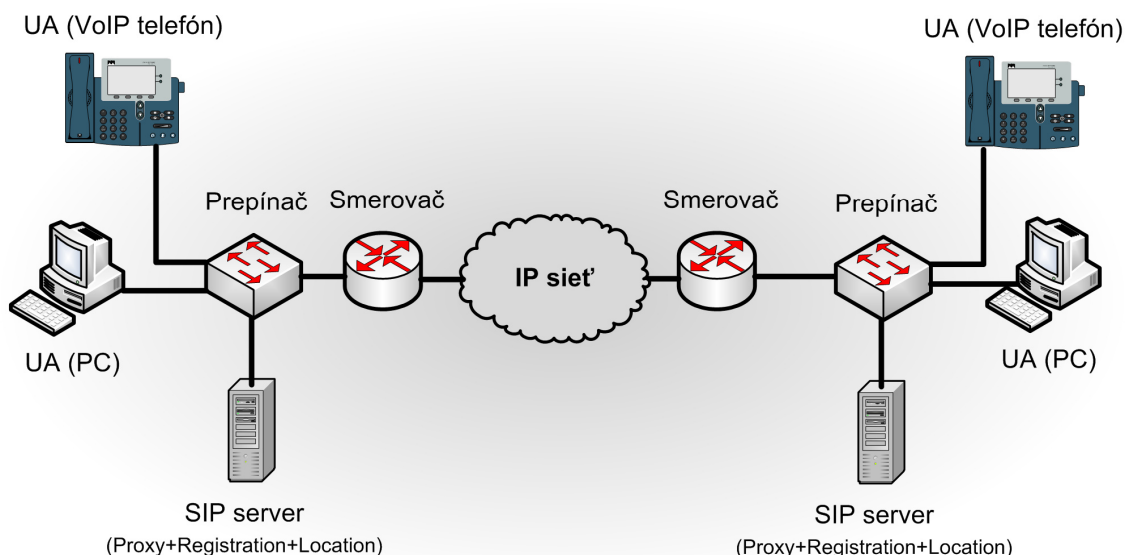 UA (VoIP telefón)
UA (VoIP telefón)
Prepínač
Smerovač
Smerovač
Prepínač
IP sieť
UA (PC)
UA (PC)
SIP server
(Proxy+Registration+Location)
SIP server
(Proxy+Registration+Location)